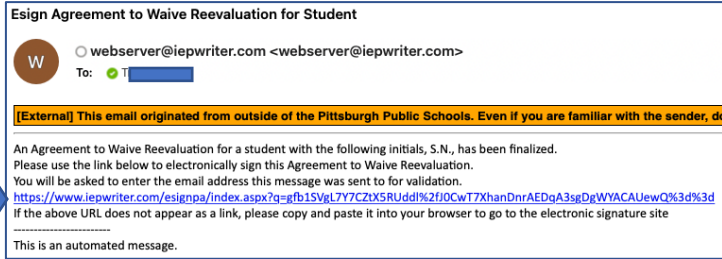 Esign Agreement to Waive Reevaluation for Student
W
webserver@iepwriter.com <webserver@iepwriter.com>
To: T
[External] This email originated from outside of the Pittsburgh Public Schools. Even if you are familiar with the sender,
An Agreement to Waive Reevaluation for a student with the following initials, S.N., has been finalized.
Please use the link below to electronically sign this Agreement to Waive Reevaluation.
You will be asked to enter the email address this message was sent to for validation.
https://www.iepwriter.com/esignpa/index.aspx?q=gfb1SVgL7Y7CZtX5RUddl%2fJ0CwT7XhanDnrAEDqA3sgDgWYACAUewQ%3d%3d
If the above URL does not appear as a link, please copy and paste it into your browser to go to the electronic signature site
------------------------
This is an automated message.